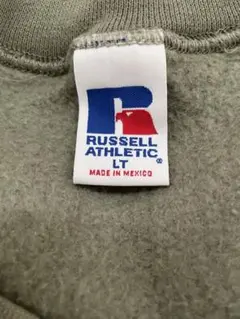 R
RUSSELL
ATHLETIC
LT
®
MADE IN MEXICO